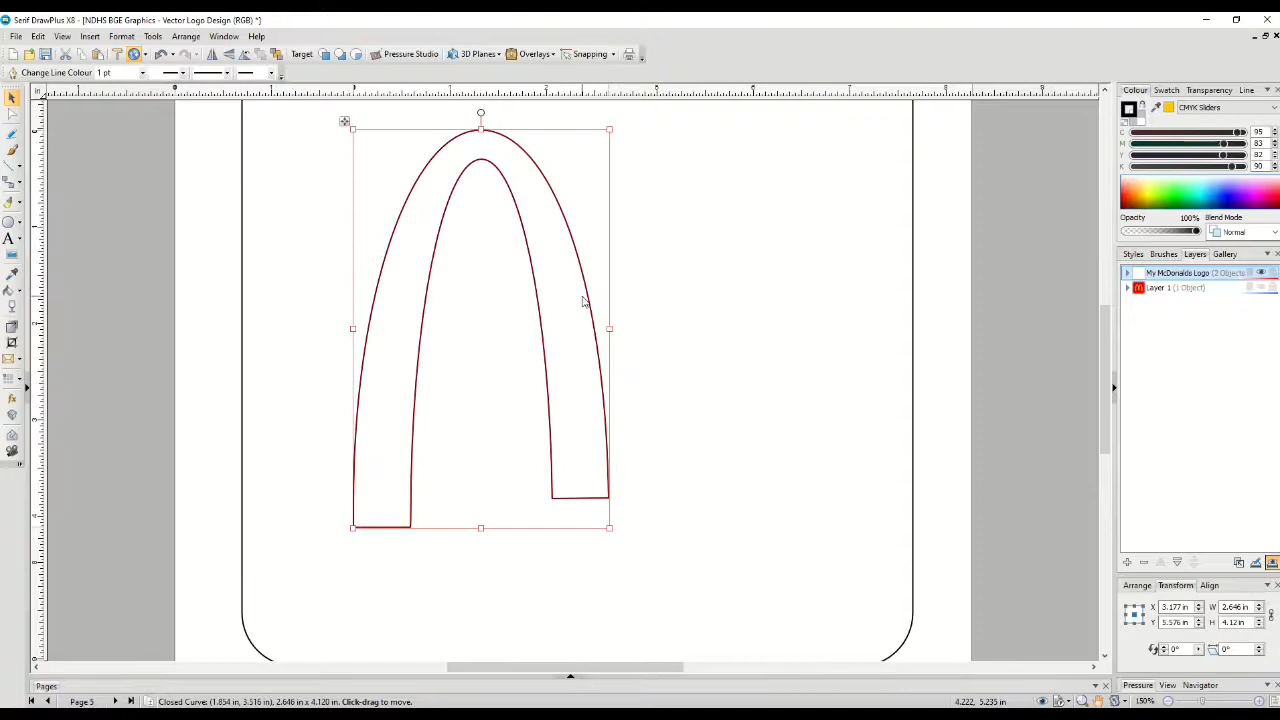 Serif DrawPlus X8 - [NDHS BGE Graphics - Vector Logo Design (RGB) *]
File Edit View Insert Format Tools Arrange Window Help
Target Pressure Studio 3D Planes Overlays Snapping
Change Line Colour 1 pt
Colour Swatch Transparency Line
CMYK Sliders
C 95
M 83
Y 82
K 90
Opacity 100% Blend Mode
Normal
Styles Brushes Layers Gallery
My McDonalds Logo (2 Objects
Layer 1 (1 Object)
Arrange Transform Align
X 3.177 in W 2.646 in
Y 5.576 in H 4.12 in
0° 0°
Pages
Pressure View Navigator
Page 5 Closed Curve: (1.854 in, 3.516 in), 2.646 in x 4.120 in. Click-drag to move. 4.222, 5.235 in 150%